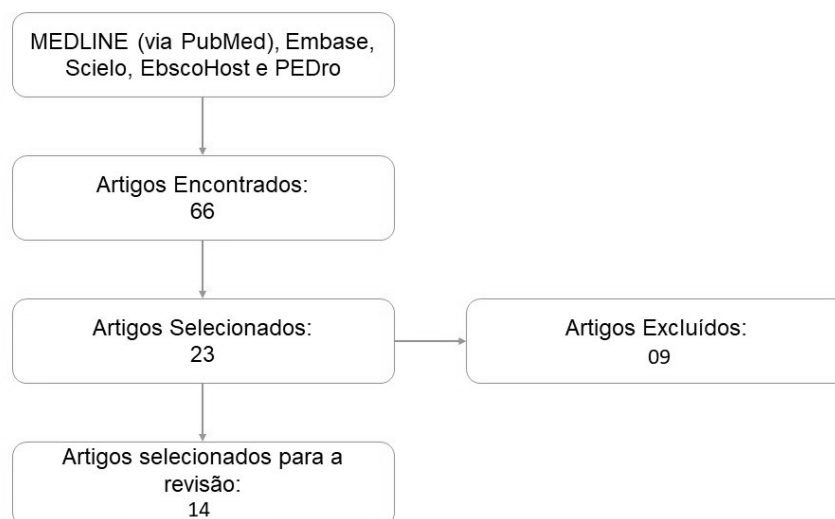 MEDLINE (via PubMed), Embase,
Scielo, EbscoHost e PEDro
Artigos Encontrados:
66
Artigos Selecionados:
23
Artigos Excluídos:
09
Artigos selecionados para a
revisão:
14